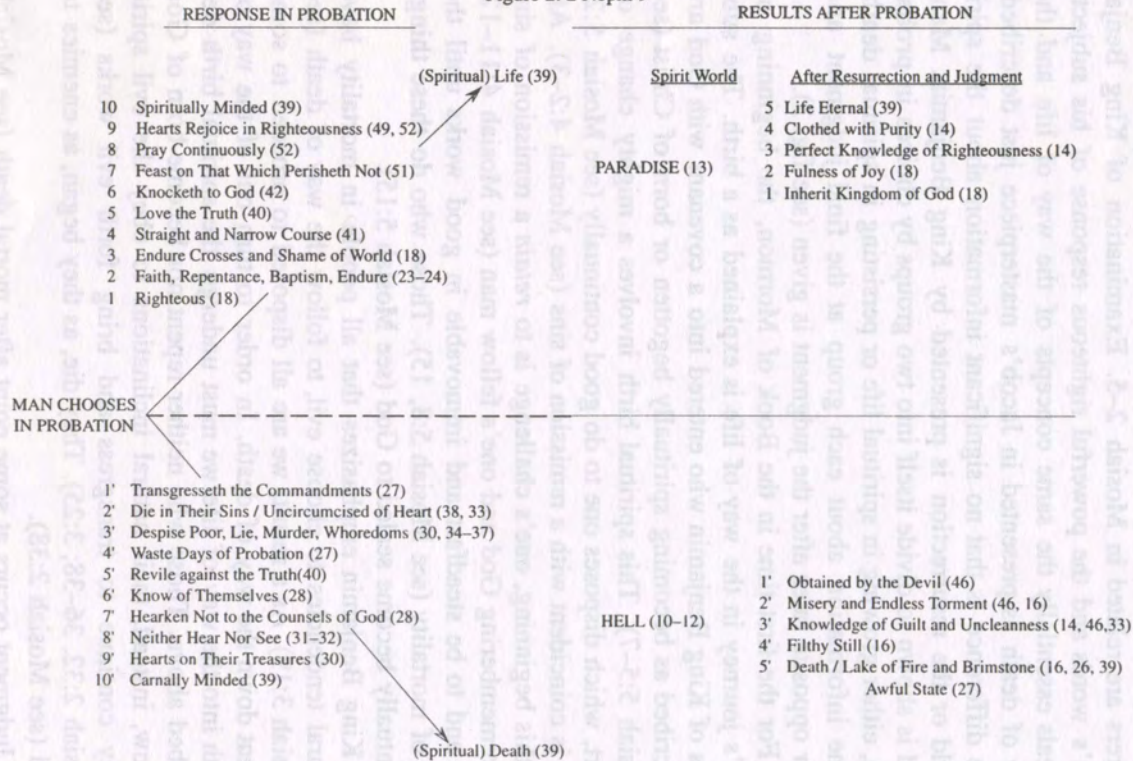 RESPONSE IN PROBATION
RESULTS AFTER PROBATION
(Spiritual) Life (39)
Spirit World
After Resurrection and Judgment
10 Spiritually Minded (39)
9 Hearts Rejoice in Righteousness (49, 52)
8 Pray Continuously (52)
7 Feast on That Which Perisheth Not (51)
6 Knocketh to God (42)
5 Love the Truth (40)
4 Straight and Narrow Course (41)
3 Endure Crosses and Shame of World (18)
2 Faith, Repentance, Baptism, Endure (23–24)
1 Righteous (18)
PARADISE (13)
5 Life Eternal (39)
4 Clothed with Purity (14)
3 Perfect Knowledge of Righteousness (14)
2 Fulness of Joy (18)
1 Inherit Kingdom of God (18)
MAN CHOOSES
IN PROBATION
1' Transgresseth the Commandments (27)
2' Die in Their Sins / Uncircumcised of Heart (38, 33)
3' Despise Poor, Lie, Murder, Whoredoms (30, 34–37)
4' Waste Days of Probation (27)
5' Revile against the Truth(40)
6' Know of Themselves (28)
7' Hearken Not to the Counsels of God (28)
8' Neither Hear Nor See (31–32)
9' Hearts on Their Treasures (30)
10' Carnally Minded (39)
(Spiritual) Death (39)
HELL (10–12)
1' Obtained by the Devil (46)
2' Misery and Endless Torment (46, 16)
3' Knowledge of Guilt and Uncleanness (14, 46,33)
4' Filthy Still (16)
5' Death / Lake of Fire and Brimstone (16, 26, 39)
Awful State (27)